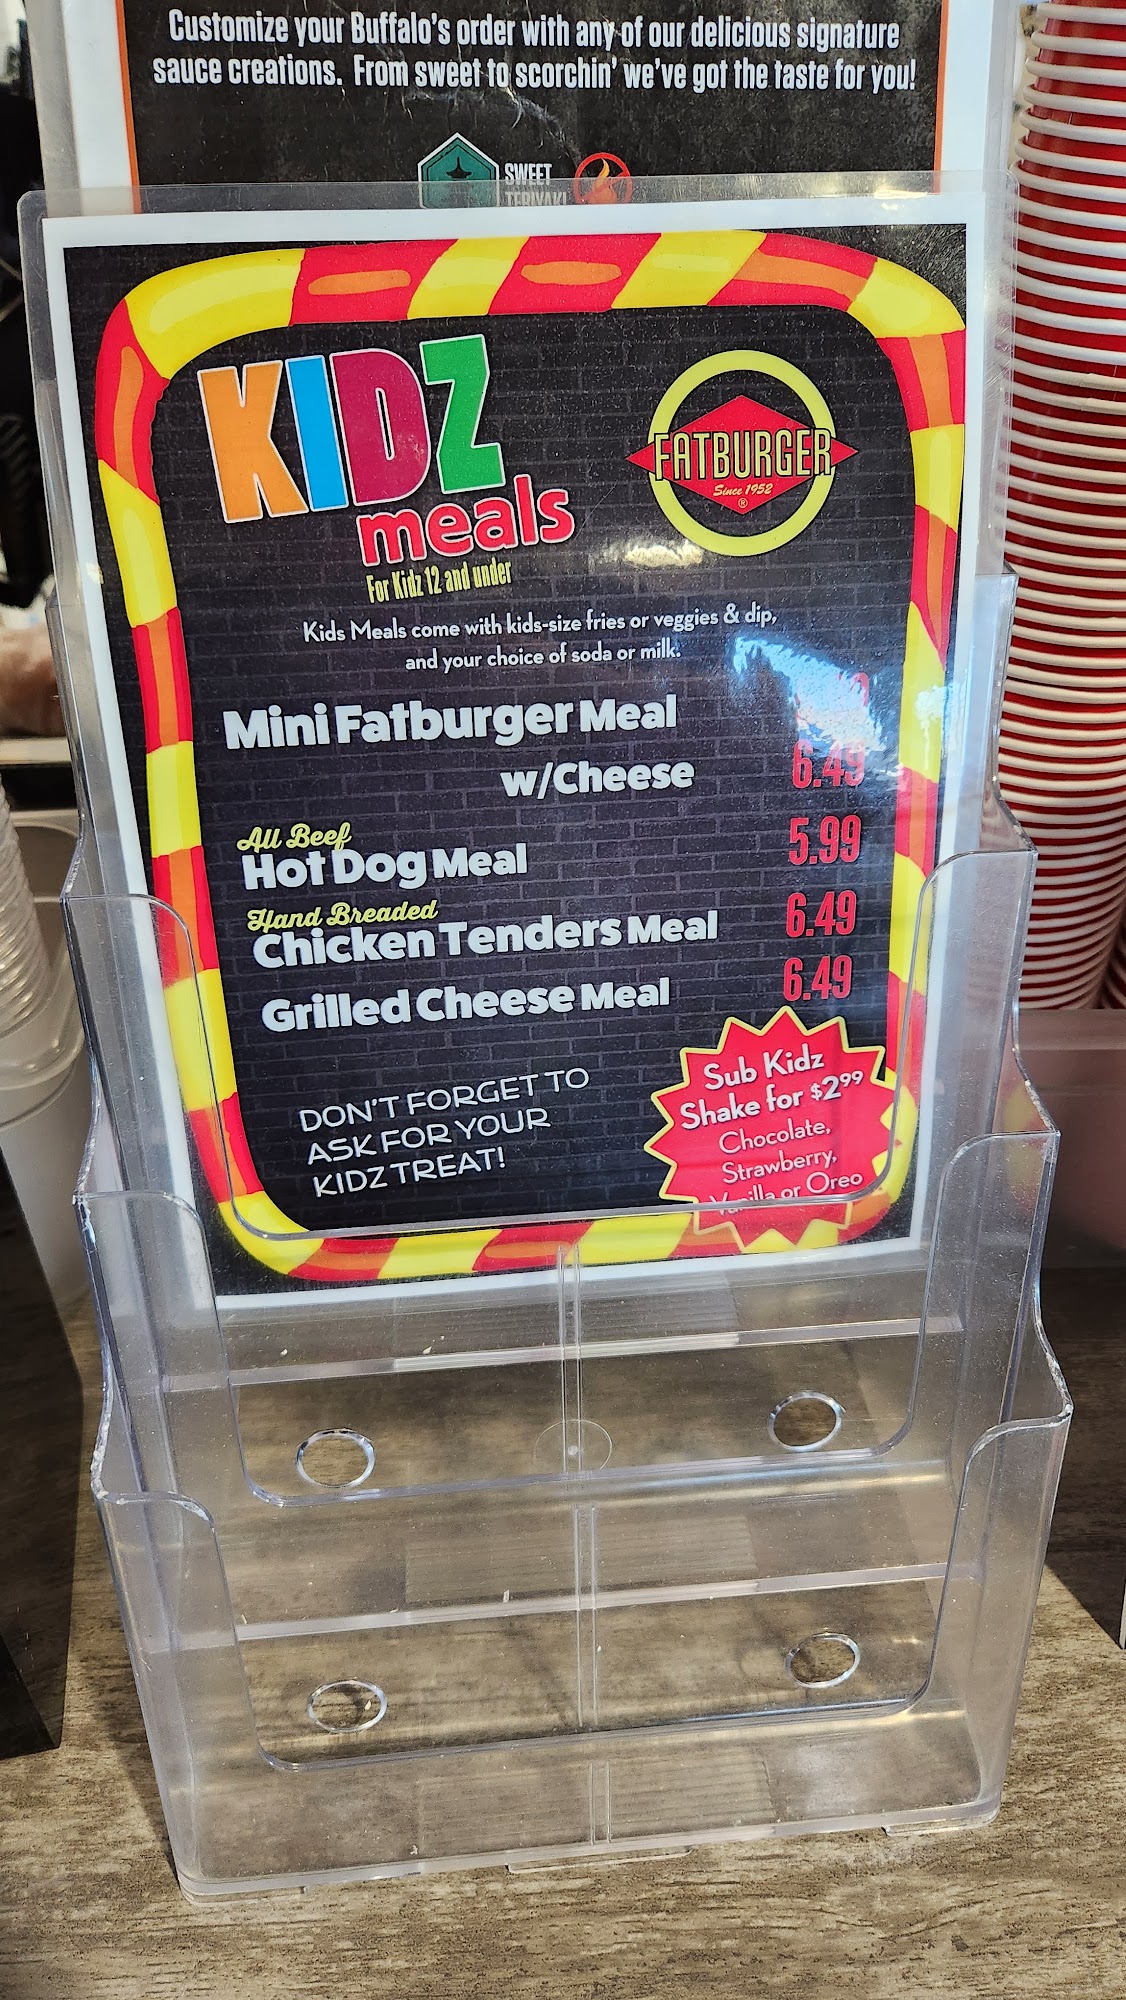 Customize your Buffalo's order with any of our delicious signature
sauce creations. From sweet to scorchin' we've got the taste for you!
SWEET
TERIYAKI
KIDZ
meals
For Kidz 12 and under
FATBURGER
Since 1952
®
Kids Meals come with kids-size fries or veggies & dip,
and your choice of soda or milk.
Mini Fatburger Meal
w/Cheese 6.49
All Beef
Hot Dog Meal 5.99
Hand Breaded
Chicken Tenders Meal 6.49
Grilled Cheese Meal 6.49
DON'T FORGET TO
ASK FOR YOUR
KIDZ TREAT!
Sub Kidz
Shake for $2.99
Chocolate,
Strawberry,
Vanilla or Oreo